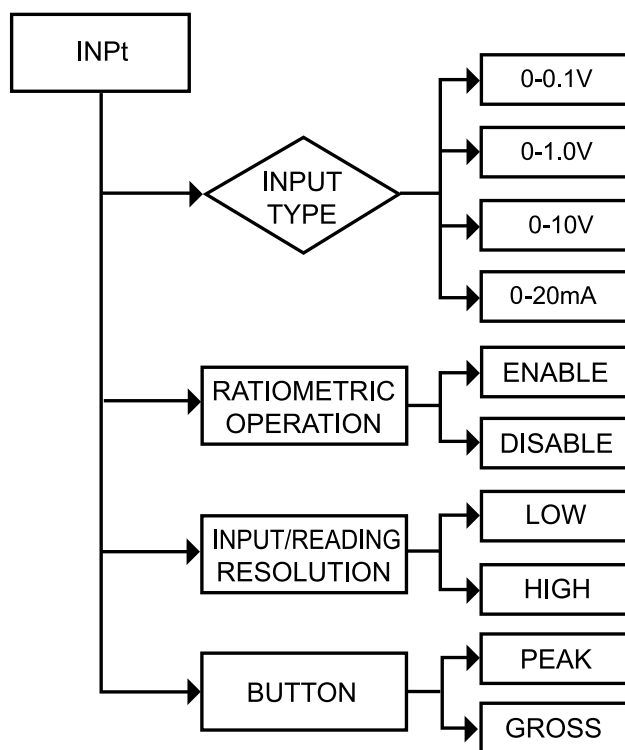 INPt
INPUT
TYPE
0-0.1V
0-1.0V
0-10V
0-20mA
RATIOMETRIC
OPERATION
ENABLE
DISABLE
INPUT/READING
RESOLUTION
LOW
HIGH
BUTTON
PEAK
GROSS